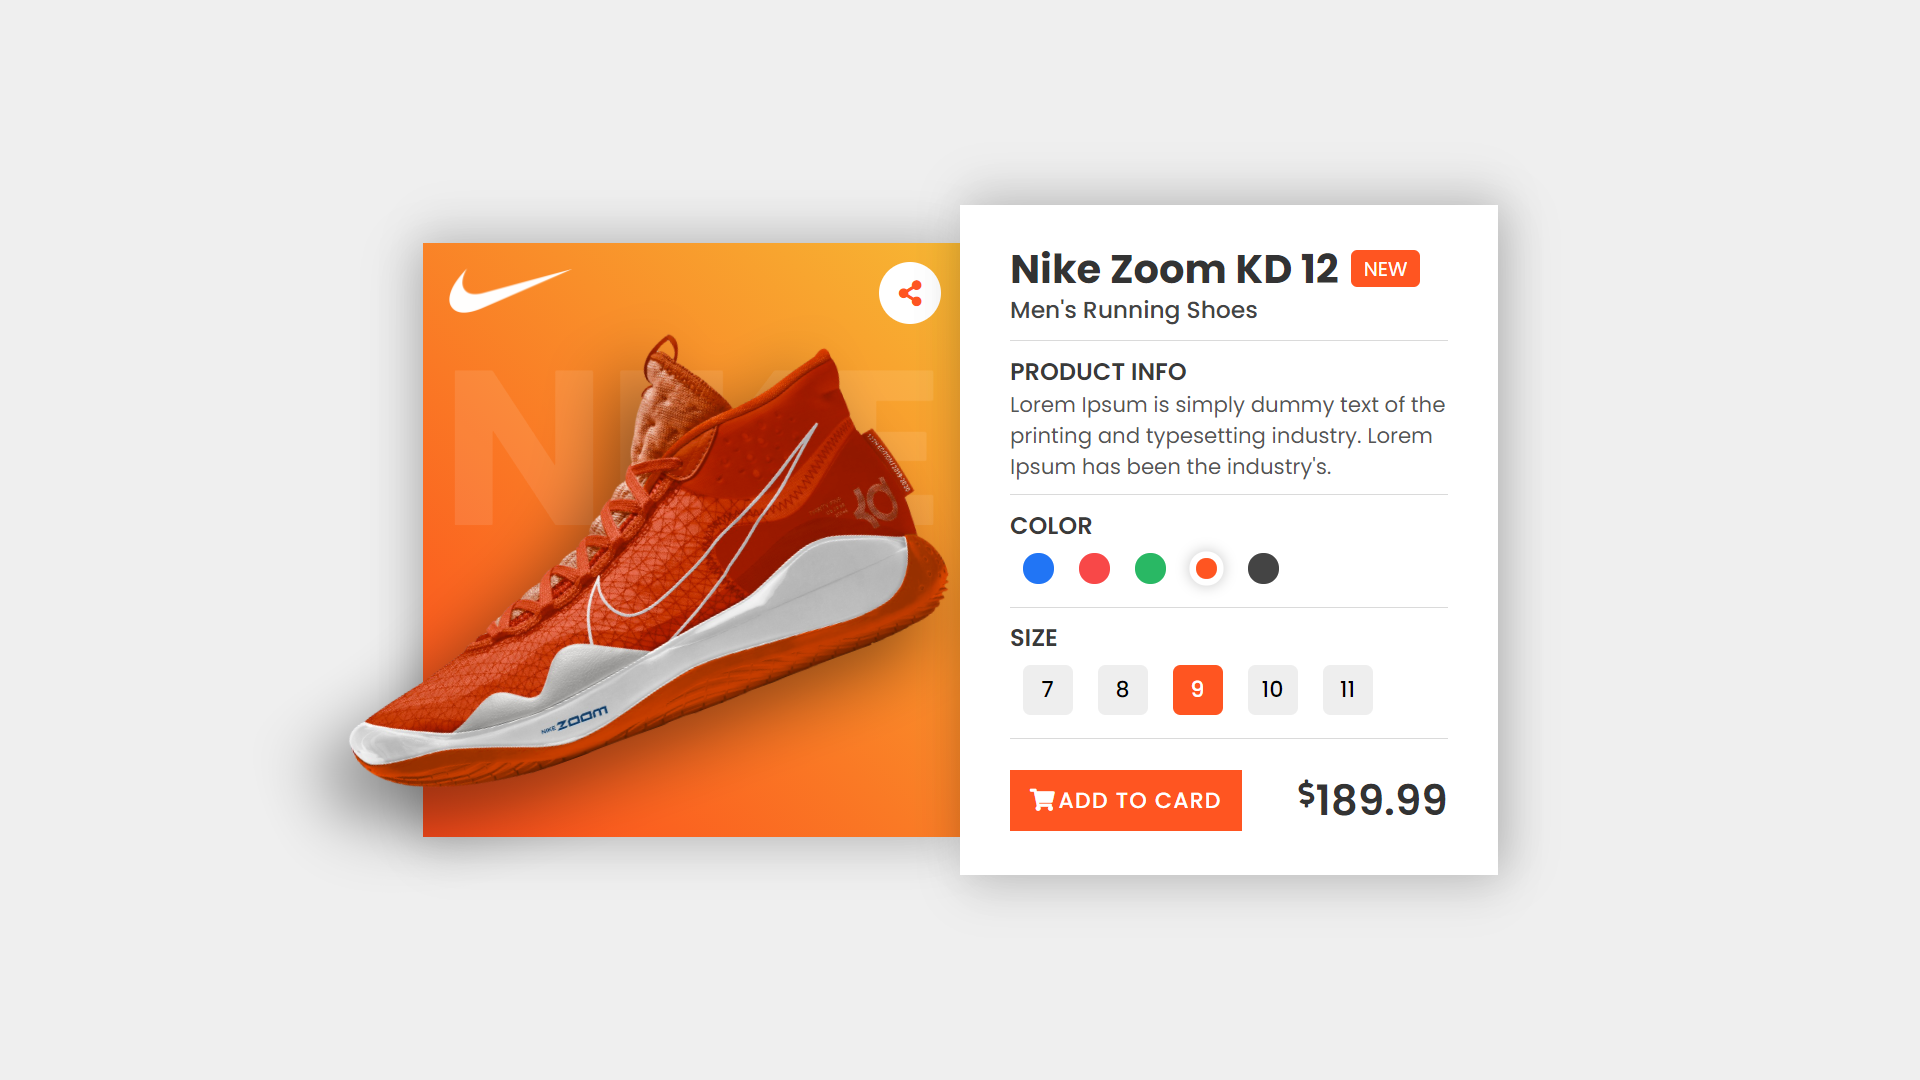 NIKE
NIKE ZOOM
Nike Zoom KD 12 NEW
Men's Running Shoes
PRODUCT INFO
Lorem Ipsum is simply dummy text of the
printing and typesetting industry. Lorem
Ipsum has been the industry's.
COLOR
SIZE
7 8 9 10 11
ADD TO CARD $189.99